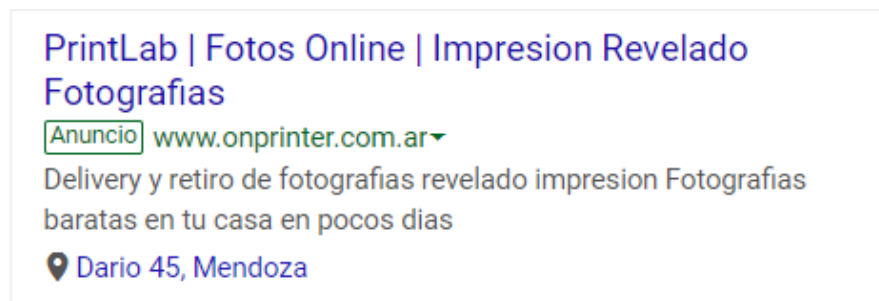 PrintLab | Fotos Online | Impresion Revelado
Fotografias
Anuncio www.onprinter.com.ar
Delivery y retiro de fotografias revelado impresion Fotografias
baratas en tu casa en pocos dias
Dario 45, Mendoza